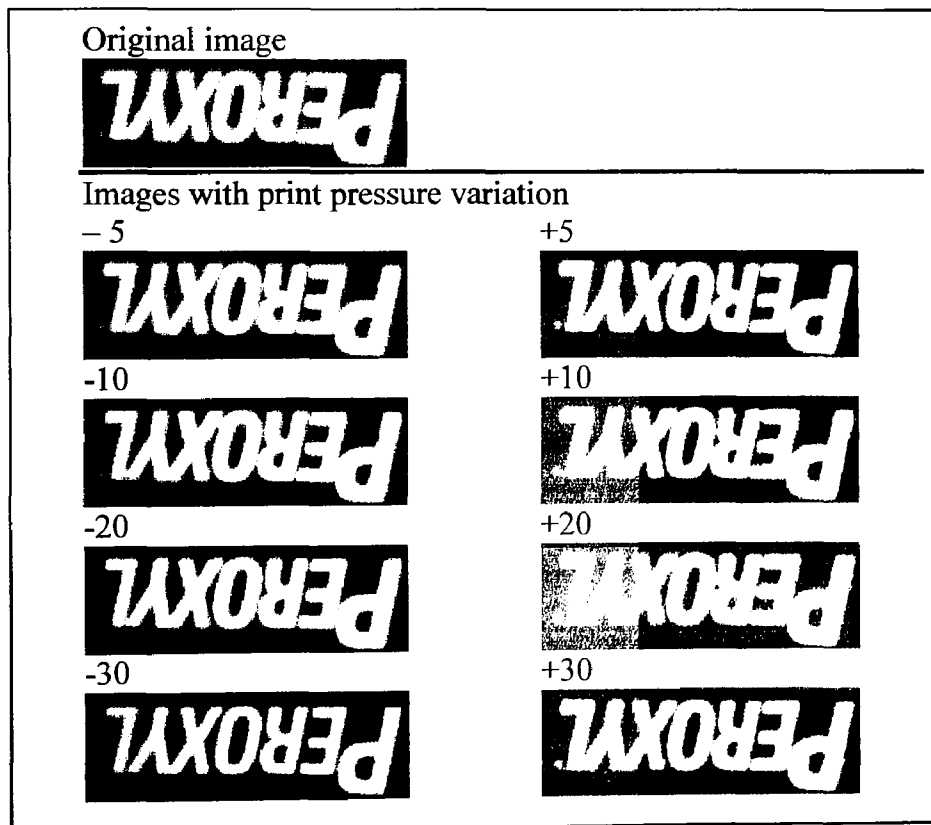 Original image
PEROXYL
Images with print pressure variation
– 5
+5
PEROXYL
PEROXYL
-10
+10
PEROXYL
PEROXYL
-20
+20
PEROXYL
PEROXYL
-30
+30
PEROXYL
PEROXYL